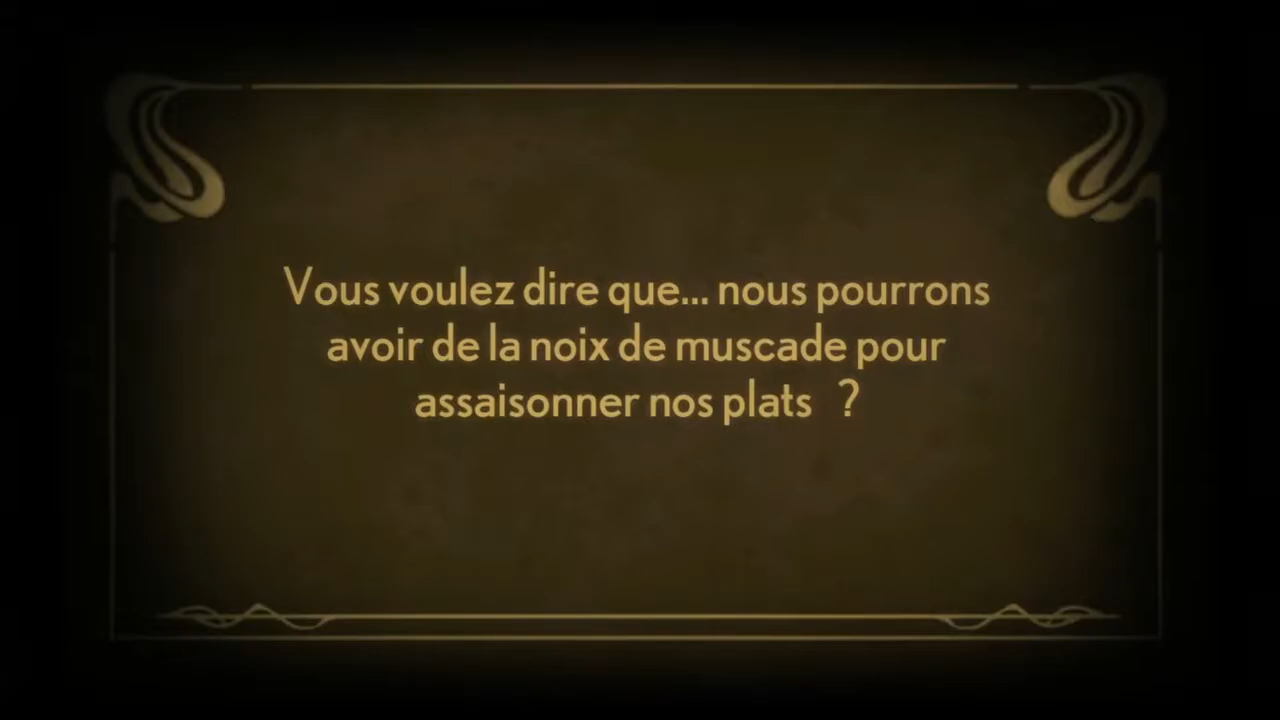 Vous voulez dire que... nous pourrons
avoir de la noix de muscade pour
assaisonner nos plats ?